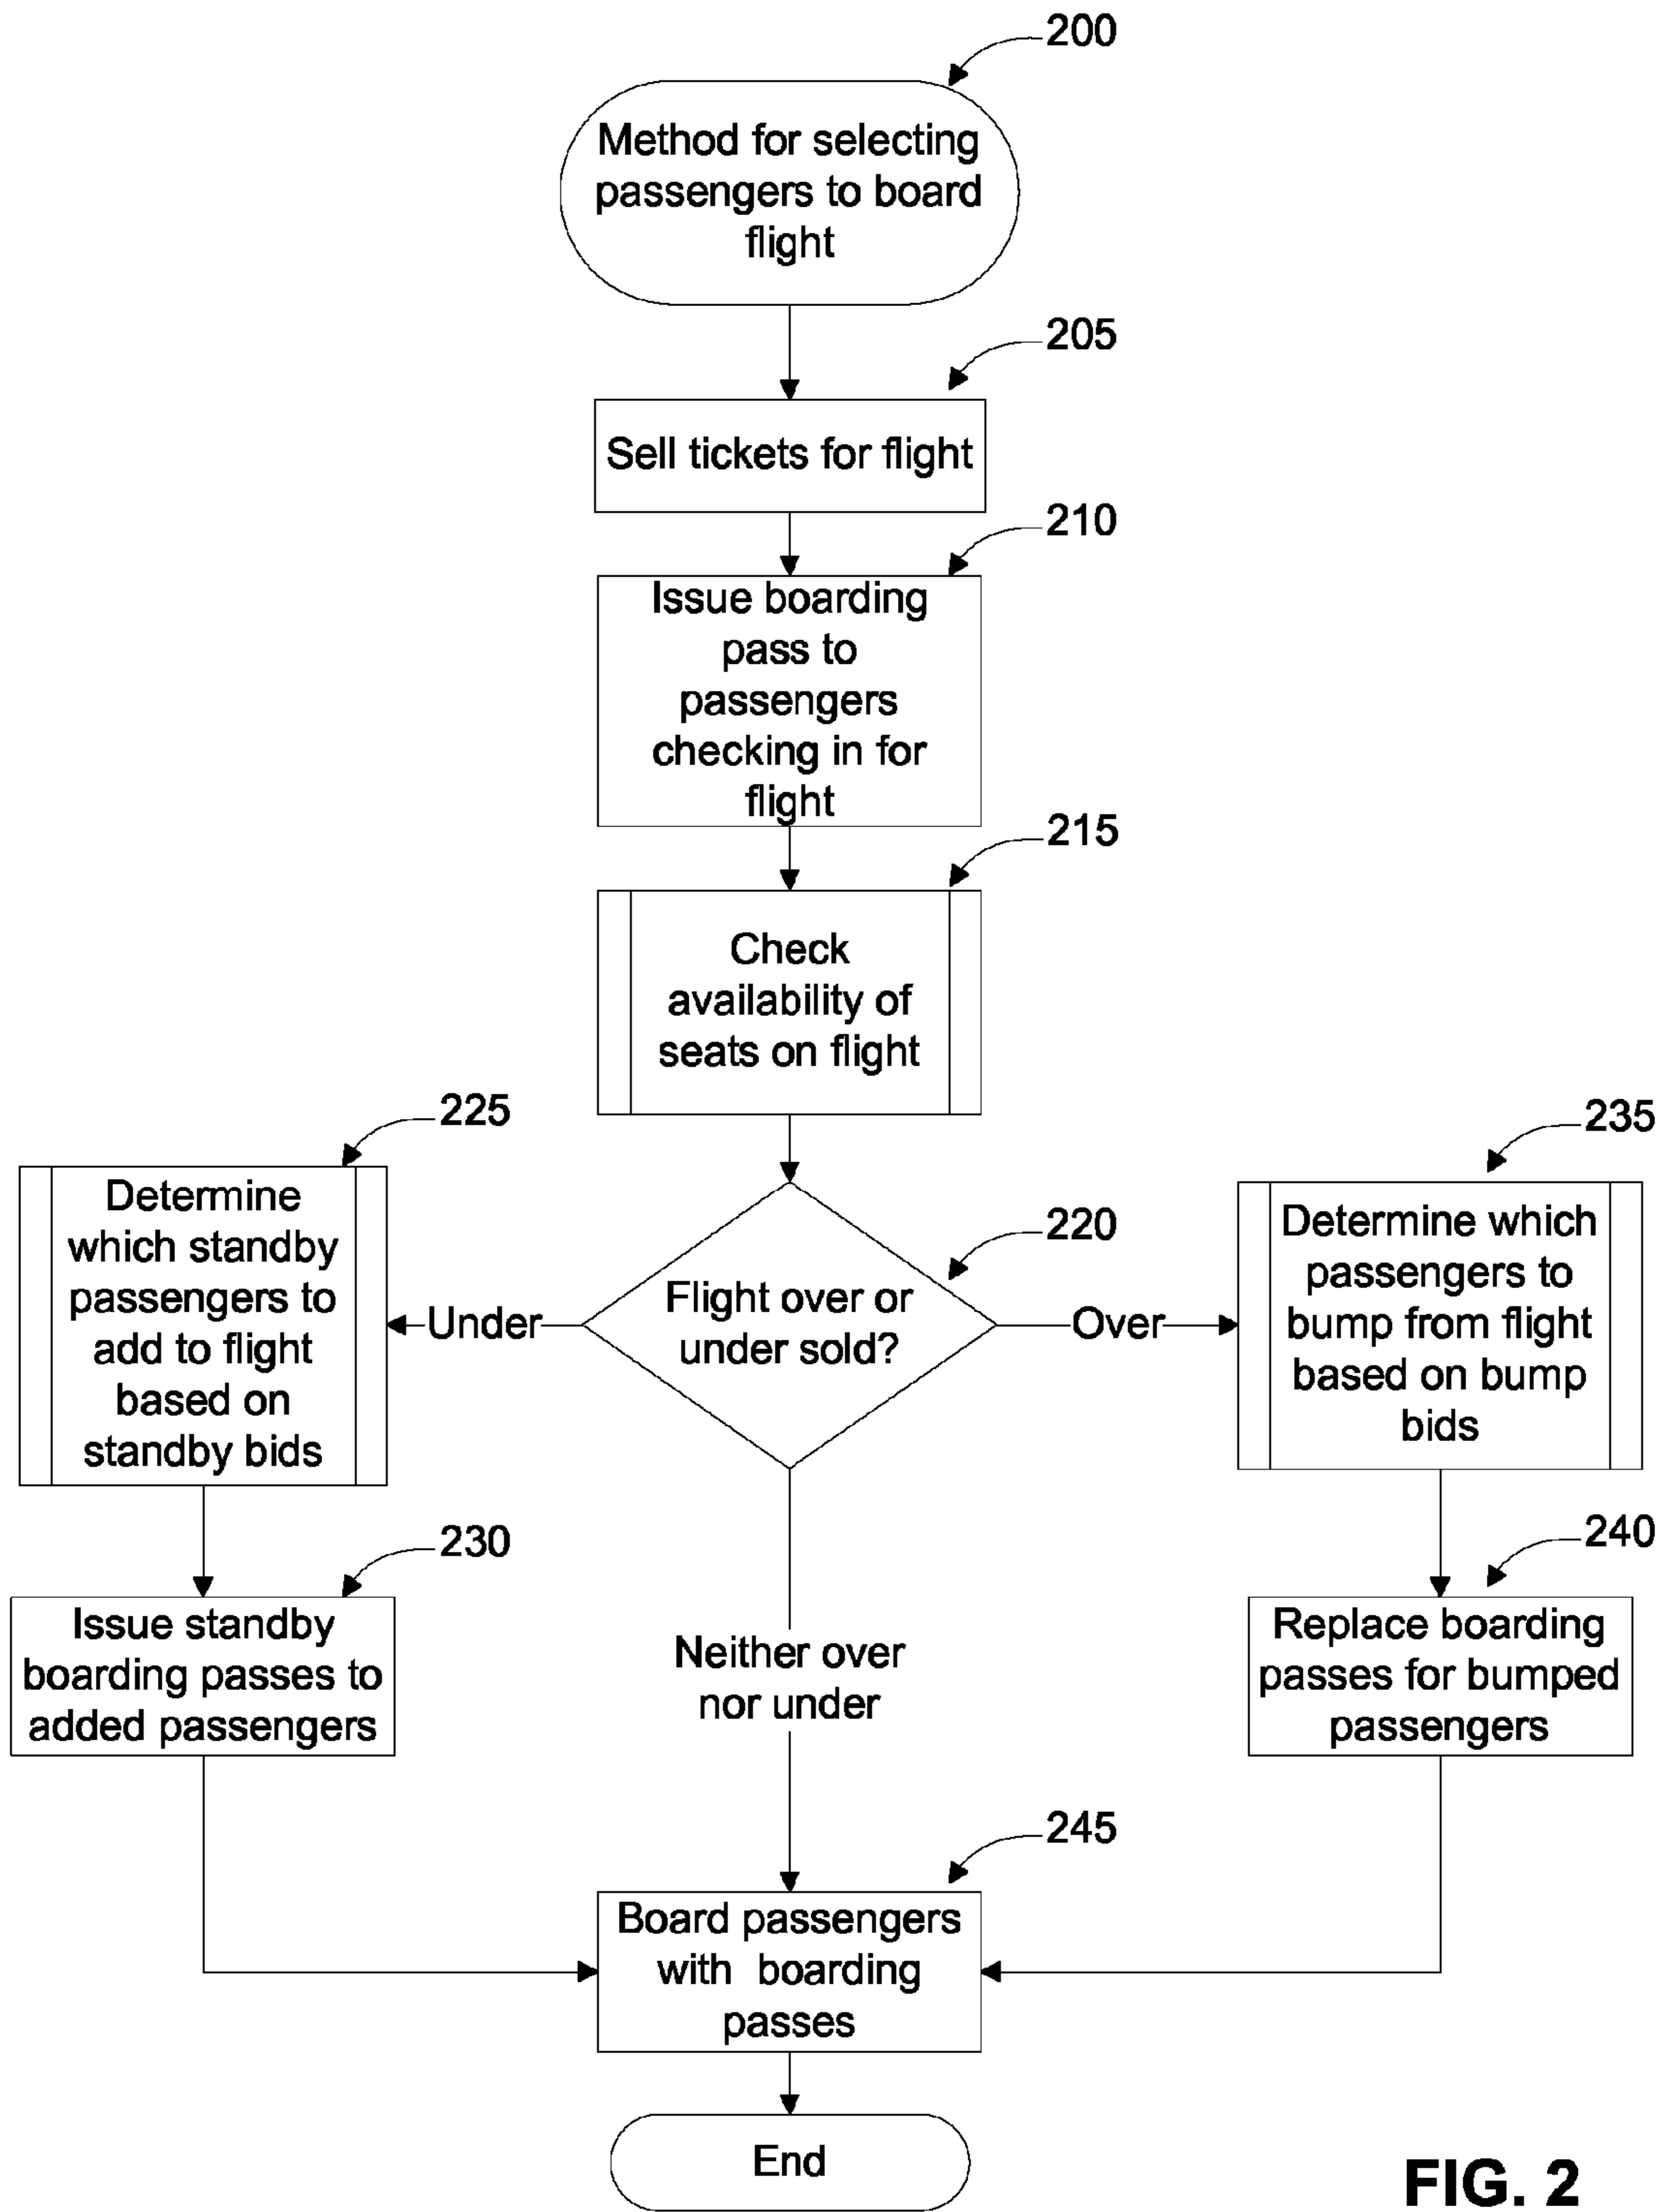 200
Method for selecting
passengers to board
flight
205
Sell tickets for flight
210
Issue boarding
pass to
passengers
checking in for
flight
215
Check
availability of
seats on flight
220
Flight over or
under sold?
Under
Over
Neither over
nor under
225
Determine
which standby
passengers to
add to flight
based on
standby bids
230
Issue standby
boarding passes to
added passengers
235
Determine which
passengers to
bump from flight
based on bump
bids
240
Replace boarding
passes for bumped
passengers
245
Board passengers
with boarding
passes
End
FIG. 2